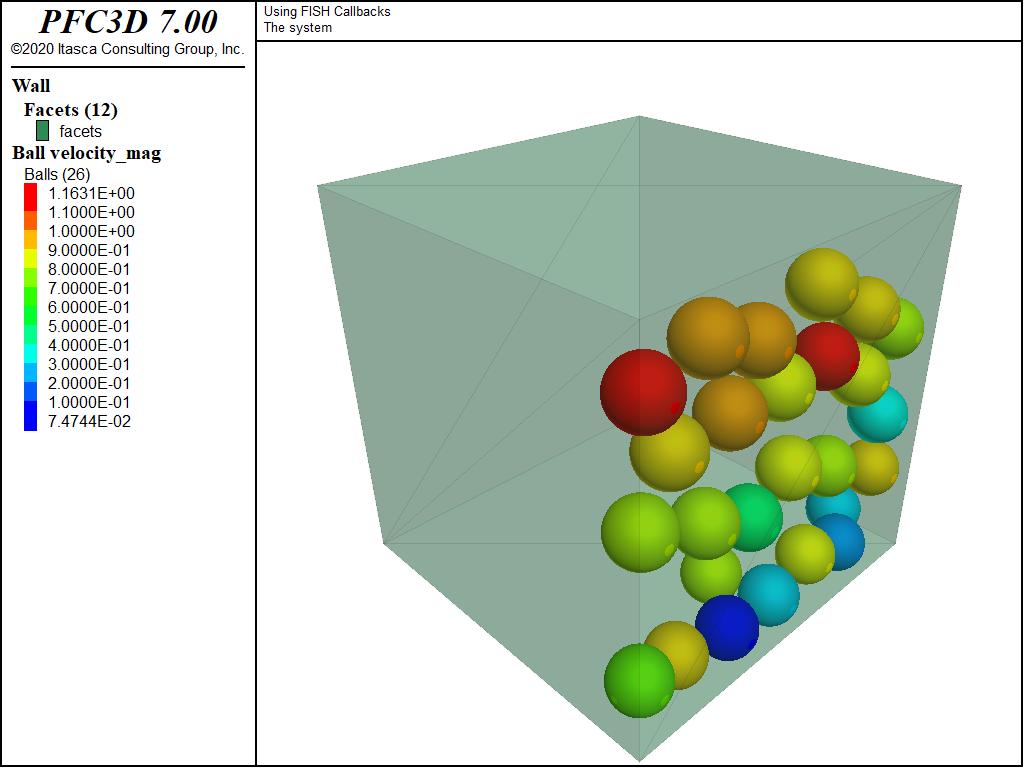 PFC3D 7.00
©2020 Itasca Consulting Group, Inc.
Wall
Facets (12)
facets
Ball velocity_mag
Balls (26)
1.1631E+00
1.1000E+00
1.0000E+00
9.0000E-01
8.0000E-01
7.0000E-01
6.0000E-01
5.0000E-01
4.0000E-01
3.0000E-01
2.0000E-01
1.0000E-01
7.4744E-02
Using FISH Callbacks
The system